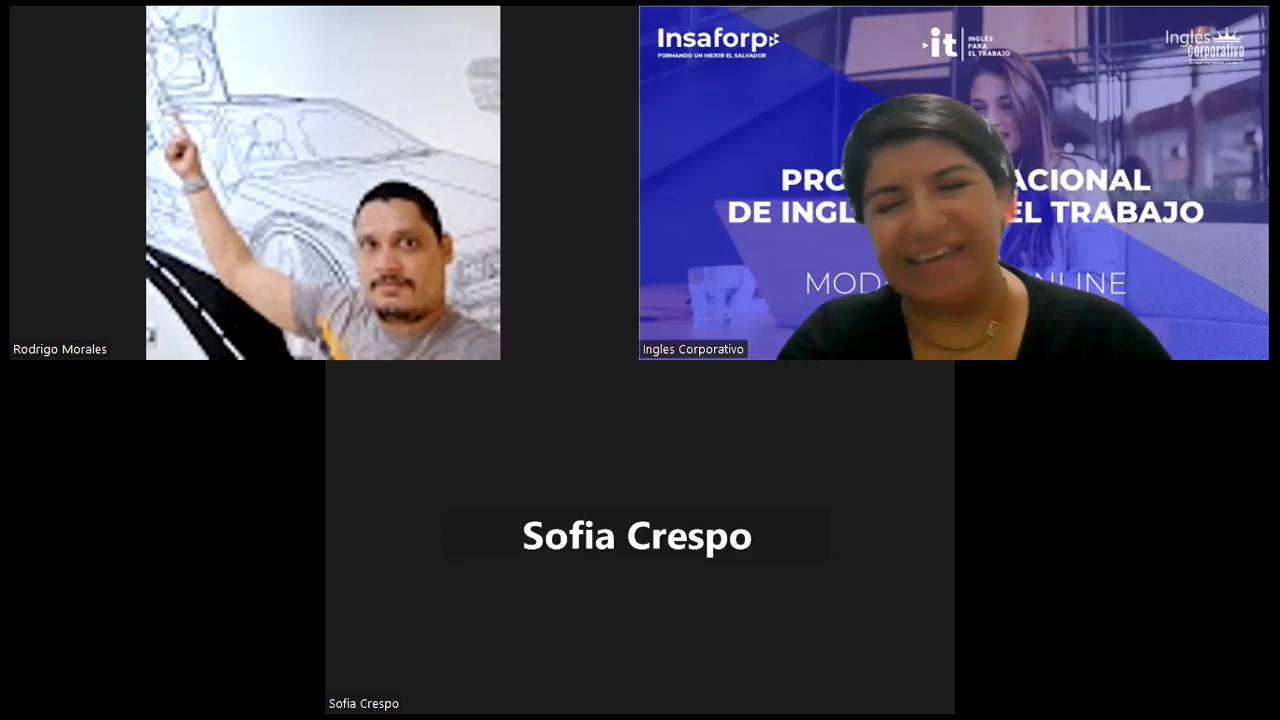 Insaforp
FORMANDO UN MEJOR EL SALVADOR
it
INGLÉS
PARA
EL TRABAJO
Inglés
Corporativo
PRO ACIONAL
DE INGL EL TRABAJO
MOD NLINE
Rodrigo Morales
Ingles Corporativo
Sofia Crespo
Sofia Crespo